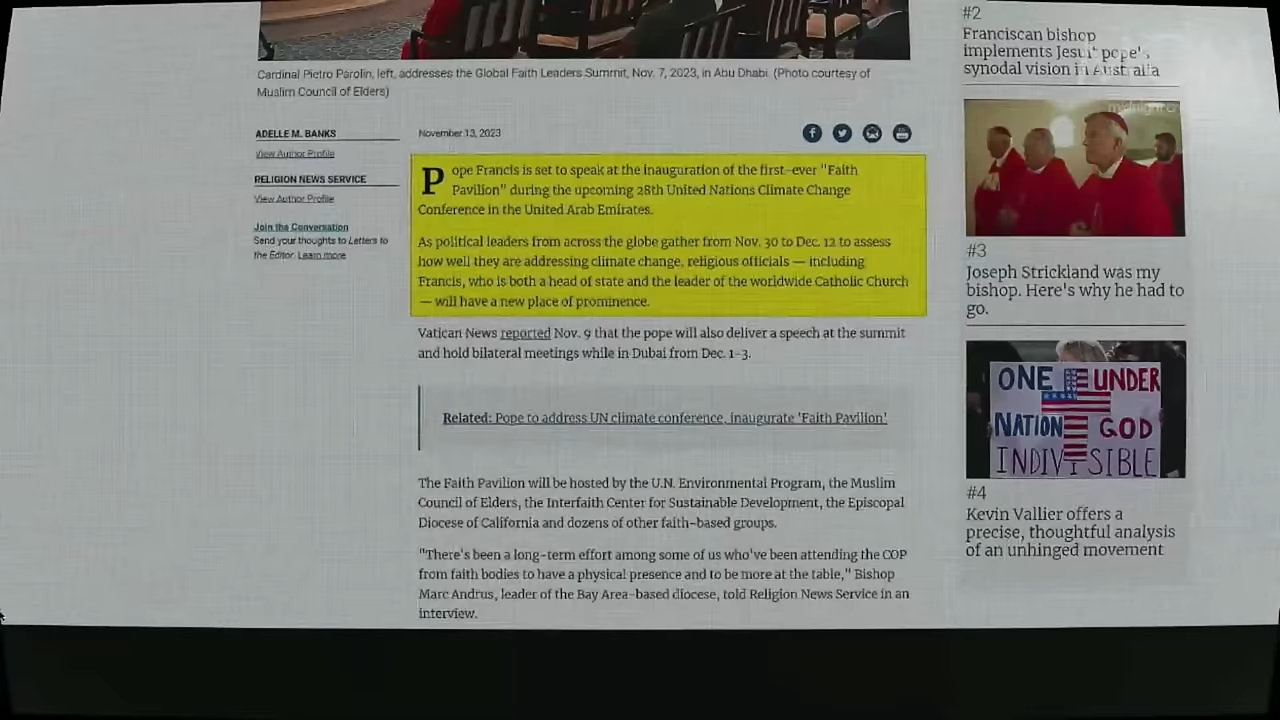 Cardinal Pietro Parolin, left, addresses the Global Faith Leaders Summit, Nov. 7, 2023, in Abu Dhabi. (Photo courtesy of
Muslim Council of Elders)
ADELLE M. BANKS
View Author Profile
RELIGION NEWS SERVICE
View Author Profile
Join the Conversation
Send your thoughts to Letters to
the Editor. Learn more
November 13, 2023
Pope Francis is set to speak at the inauguration of the first-ever "Faith
Pavilion" during the upcoming 28th United Nations Climate Change
Conference in the United Arab Emirates.
As political leaders from across the globe gather from Nov. 30 to Dec. 12 to assess
how well they are addressing climate change, religious officials — including
Francis, who is both a head of state and the leader of the worldwide Catholic Church
— will have a new place of prominence.
Vatican News reported Nov. 9 that the pope will also deliver a speech at the summit
and hold bilateral meetings while in Dubai from Dec. 1-3.
Related: Pope to address UN climate conference, inaugurate 'Faith Pavilion'
The Faith Pavilion will be hosted by the U.N. Environmental Program, the Muslim
Council of Elders, the Interfaith Center for Sustainable Development, the Episcopal
Diocese of California and dozens of other faith-based groups.
"There's been a long-term effort among some of us who've been attending the COP
from faith bodies to have a physical presence and to be more at the table," Bishop
Marc Andrus, leader of the Bay Area-based diocese, told Religion News Service in an
interview.
#2
Franciscan bishop
implements Jesuit pope's
synodal vision in Australia
#3
Joseph Strickland was my
bishop. Here's why he had to
go.
ONE UNDER
NATION GOD
INDIVISIBLE
#4
Kevin Vallier offers a
precise, thoughtful analysis
of an unhinged movement